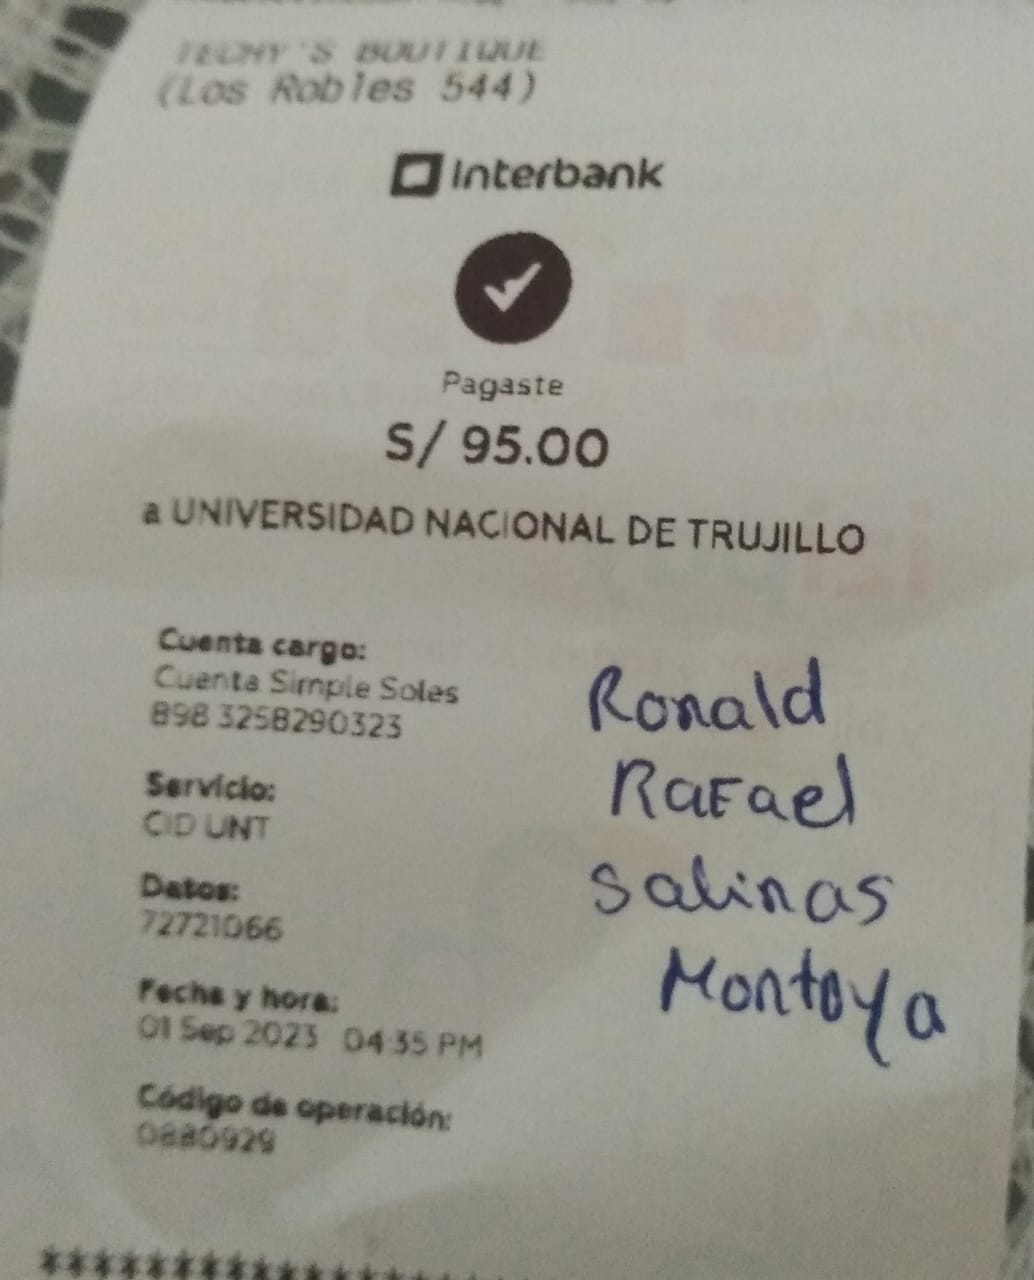 TECHY'S BOUTIQUE
(Los Robles 544)
Interbank
Pagaste
S/ 95.00
a UNIVERSIDAD NACIONAL DE TRUJILLO
Cuenta cargo:
Cuenta Simple Soles
898 3258290323
Servicio:
CID UNT
Datos:
72721066
Fecha y hora:
01 Sep 2023 04:35 PM
Código de operación:
0880929
Ronald
Rafael
Salinas
Montoya